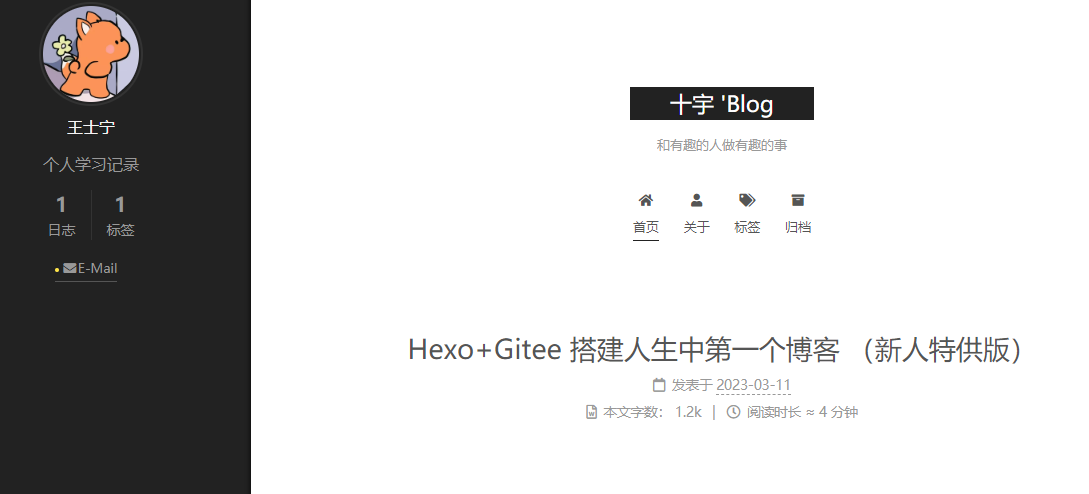 王士宁
个人学习记录
1 1
日志 标签
E-Mail
十宇 'Blog
和有趣的人做有趣的事
首页 关于 标签 归档
Hexo+Gitee 搭建人生中第一个博客 （新人特供版）
发表于 2023-03-11
本文字数： 1.2k | 阅读时长 ≈ 4 分钟